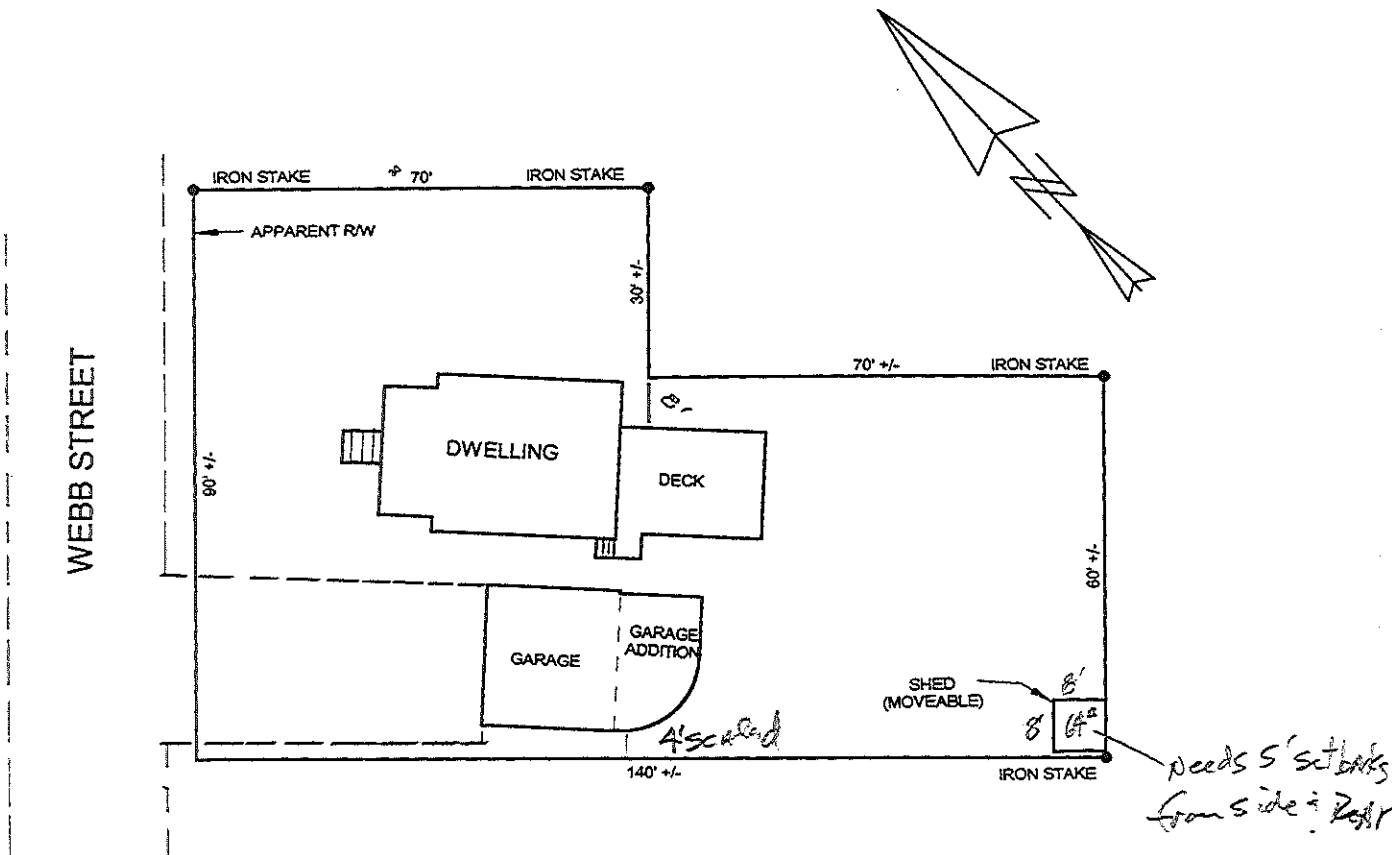 IRON STAKE
70'
IRON STAKE
APPARENT R/W
30' +/-
WEBB STREET
90' +/-
70' +/-
IRON STAKE
8'
DWELLING
DECK
60' +/-
GARAGE
GARAGE
ADDITION
SHED
(MOVEABLE)
8'
8'
64
4' scaled
140' +/-
IRON STAKE
Needs 5' setbacks
from side & Rear
N